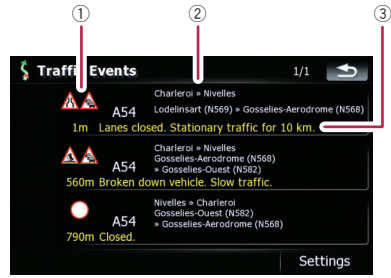 ① ② ③
Traffic Events 1/1
Charleroi » Nivelles
A54 Lodelinsart (N569) » Gosselies-Aerodrome (N568)
1m Lanes closed. Stationary traffic for 10 km.
Charleroi » Nivelles
Gosselies-Aerodrome (N568)
A54 » Gosselies-Ouest (N582)
560m Broken down vehicle. Slow traffic.
Nivelles » Charleroi
Gosselies-Ouest (N582)
A54 » Gosselies-Aerodrome (N568)
790m Closed.
Settings